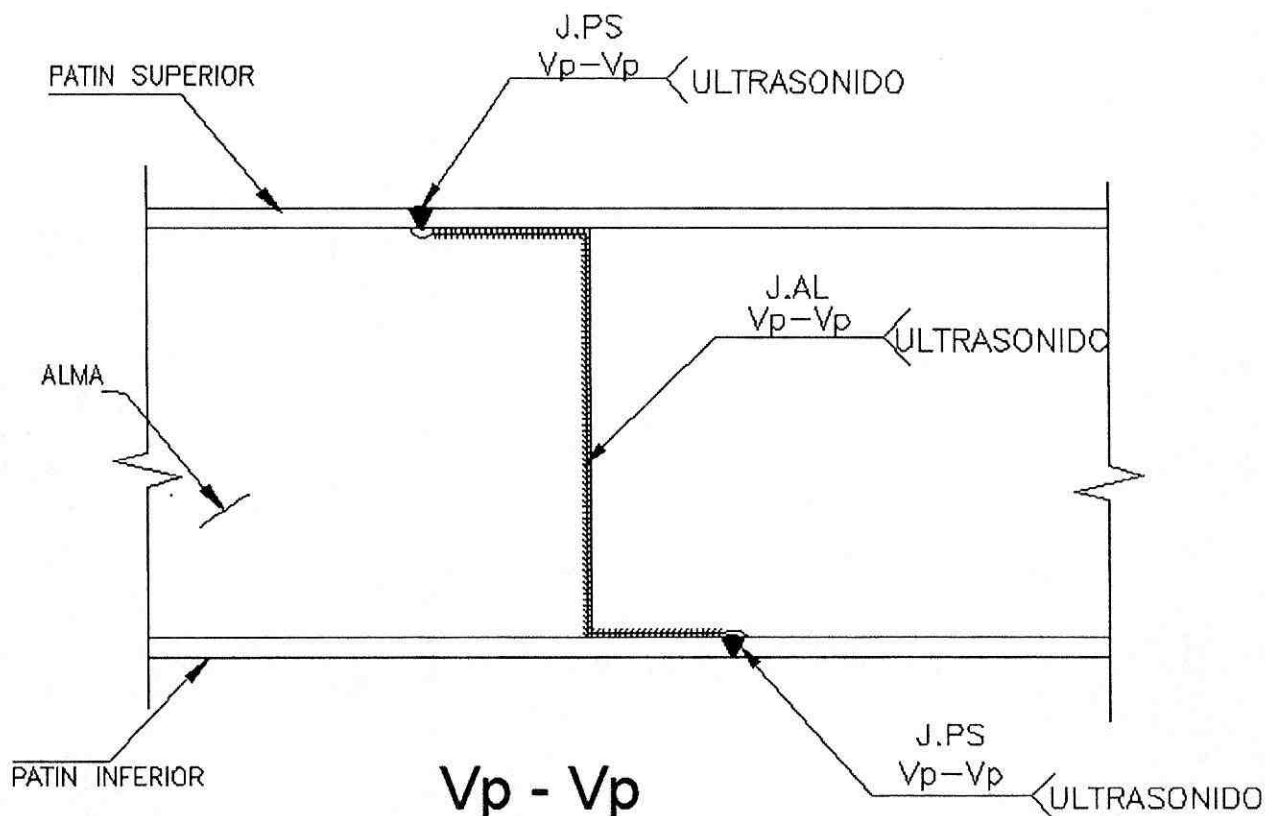 J.PS
Vp-Vp
ULTRASONIDO
PATIN SUPERIOR
J.AL
Vp-Vp
ULTRASONIDO
ALMA
J.PS
Vp-Vp
ULTRASONIDO
PATIN INFERIOR
Vp - Vp